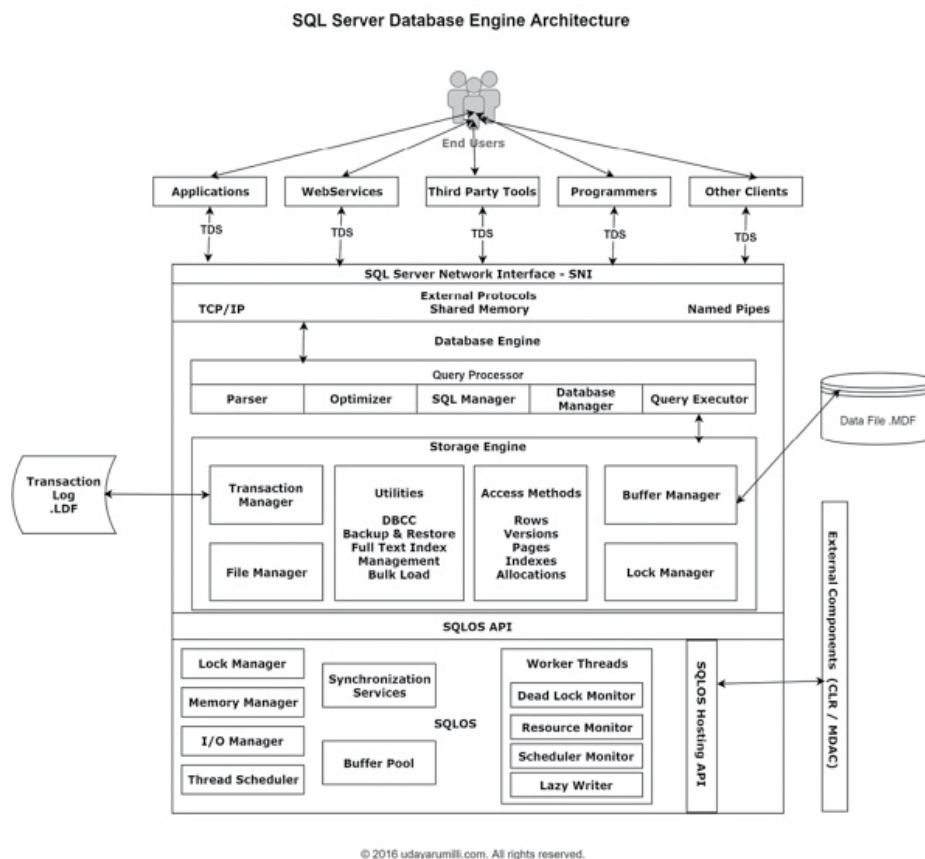 SQL Server Database Engine Architecture
End Users
Applications
WebServices
Third Party Tools
Programmers
Other Clients
TDS
TDS
TDS
TDS
TDS
SQL Server Network Interface - SNI
External Protocols
TCP/IP
Shared Memory
Named Pipes
Database Engine
Query Processor
Parser
Optimizer
SQL Manager
Database
Manager
Query Executor
Data File .MDF
Storage Engine
Transaction
Log
.LDF
Transaction
Manager
File Manager
Utilities
DBCC
Backup & Restore
Full Text Index
Management
Bulk Load
Access Methods
Rows
Versions
Pages
Indexes
Allocations
Buffer Manager
Lock Manager
External Components (CLR / MDAC)
SQLOS API
Lock Manager
Memory Manager
I/O Manager
Thread Scheduler
Synchronization
Services
SQLOS
Buffer Pool
Worker Threads
Dead Lock Monitor
Resource Monitor
Scheduler Monitor
Lazy Writer
SQLOS Hosting API
© 2016 udayarumilli.com. All rights reserved.